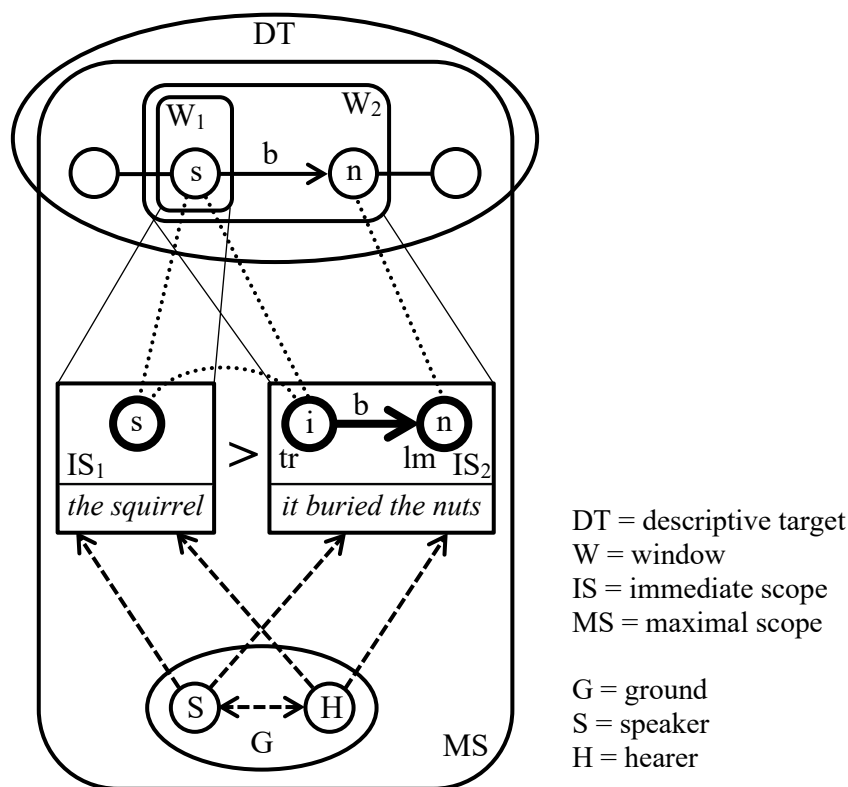 DT
W₁
W₂
s
b
n
s
i
b
n
tr
lm
IS₁
>
IS₂
the squirrel
it buried the nuts
S
H
G
MS
DT = descriptive target
W = window
IS = immediate scope
MS = maximal scope
G = ground
S = speaker
H = hearer